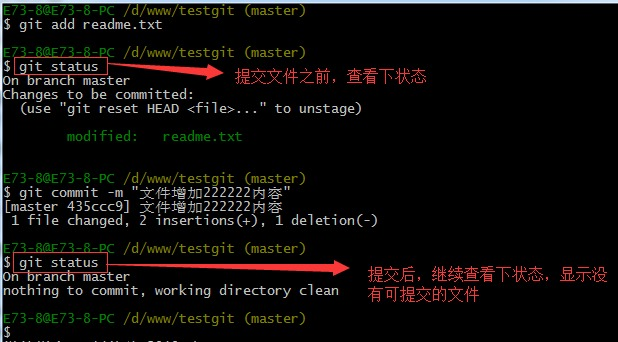 E73-8@E73-8-PC /d/www/testgit (master)
$ git add readme.txt
E73-8@E73-8-PC /d/www/testgit (master)
$ git status
提交文件之前，查看下状态
On branch master
Changes to be committed:
(use "git reset HEAD <file>..." to unstage)
modified: readme.txt
E73-8@E73-8-PC /d/www/testgit (master)
$ git commit -m "文件增加222222内容"
[master 435ccc9] 文件增加222222内容
1 file changed, 2 insertions(+), 1 deletion(-)
E73-8@E73-8-PC /d/www/testgit (master)
$ git status
On branch master
nothing to commit, working directory clean
提交后，继续查看下状态，显示没
有可提交的文件
E73-8@E73-8-PC /d/www/testgit (master)
$